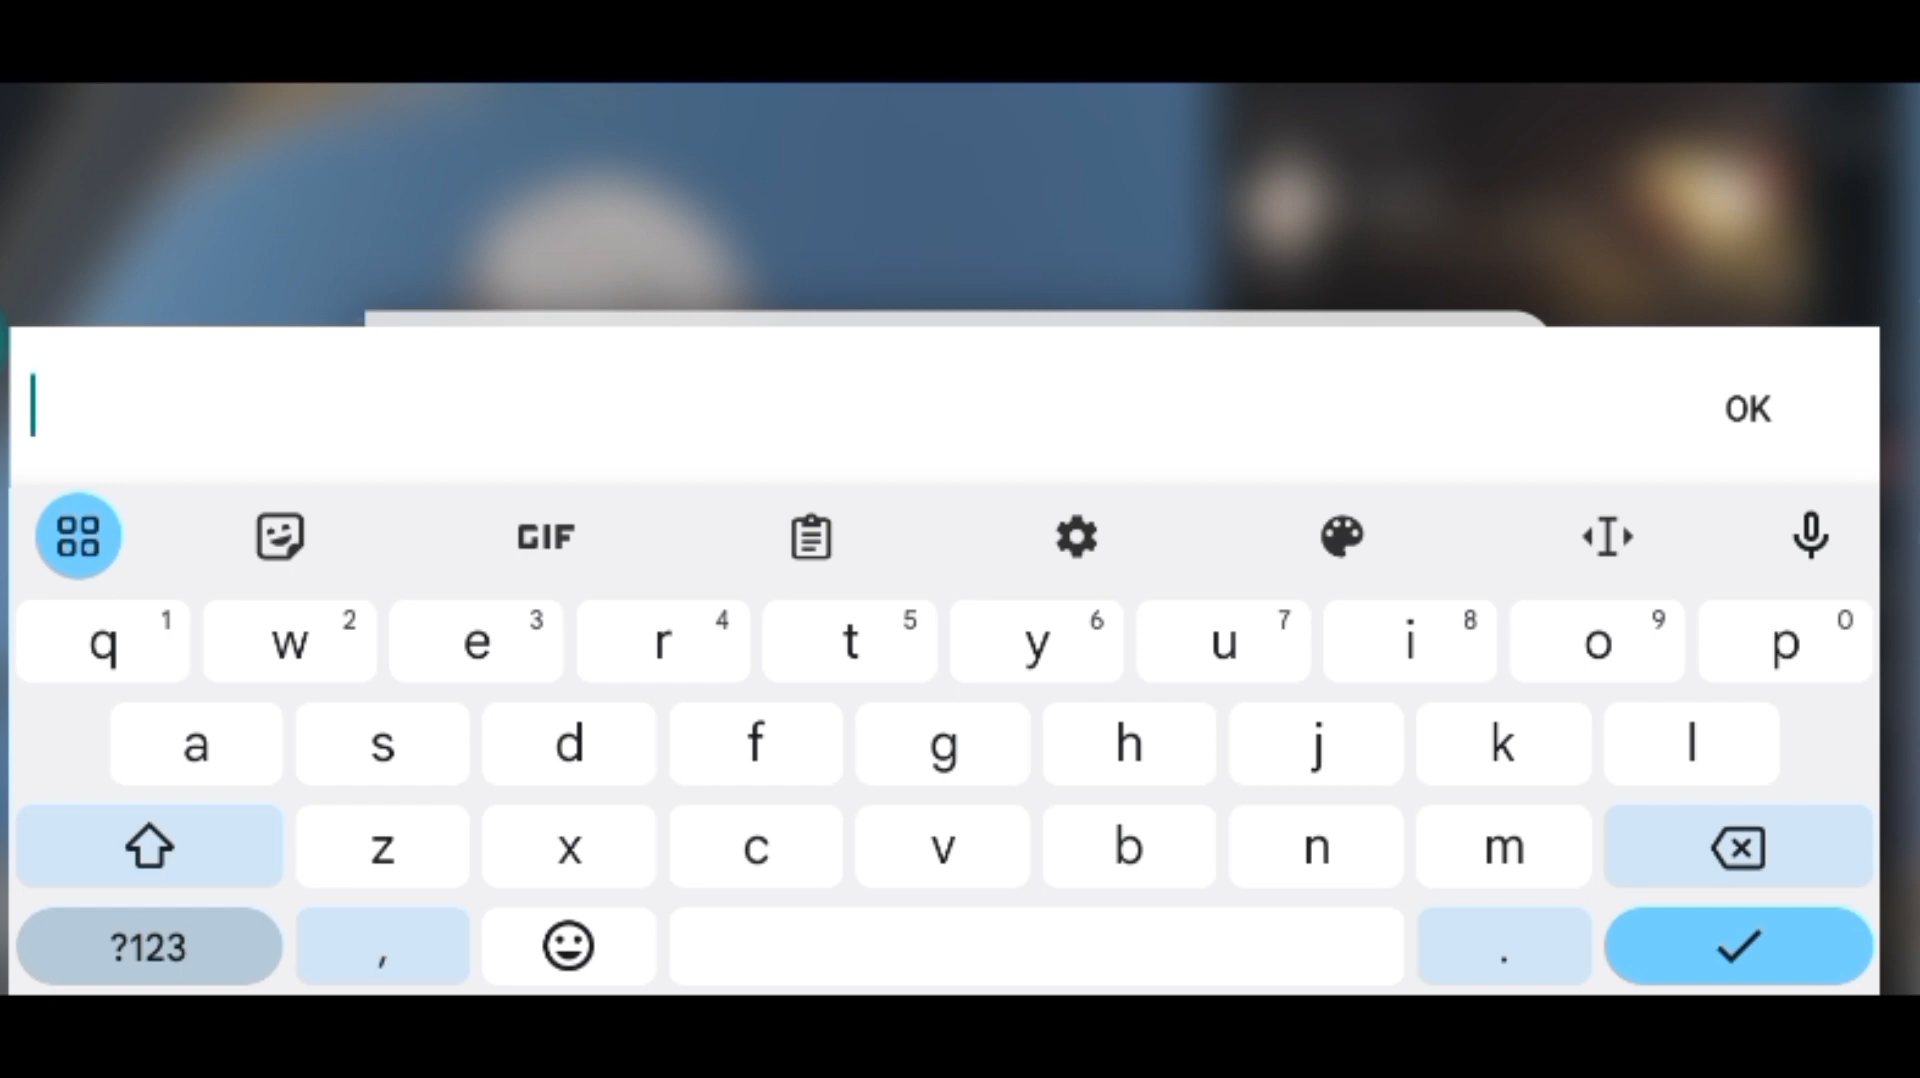 OK
GIF
q 1 w 2 e 3 r 4 t 5 y 6 u 7 i 8 o 9 p 0
a s d f g h j k l
z x c v b n m
?123 , .